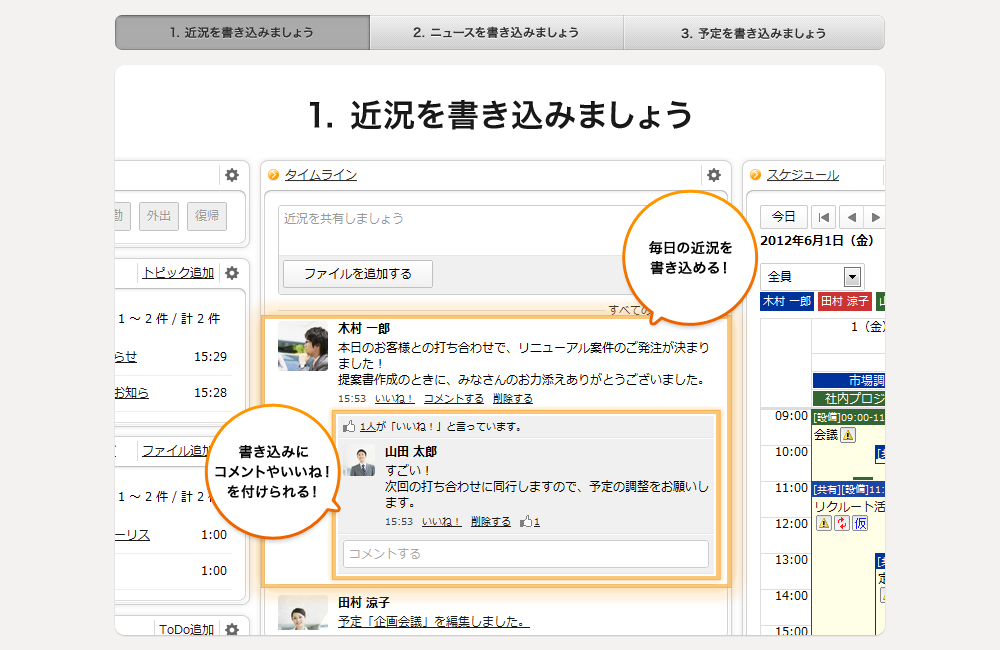 1. 近況を書き込みましょう
2. ニュースを書き込みましょう
3. 予定を書き込みましょう
1. 近況を書き込みましょう
外出
復帰
トピック追加
1 ～ 2 件 / 計 2 件
らせ 15:29
お知ら 15:28
ファイル追加
1 ～ 2 件 / 計 2
ーリス 1:00
1:00
ToDo追加
タイムライン
近況を共有しましょう
ファイルを追加する
すべての
毎日の近況を
書き込める！
木村 一郎
本日のお客様との打ち合わせで、リニューアル案件のご発注が決まり
ました！
提案書作成のときに、みなさんのお力添えありがとうございました。
15:53 いいね！ コメントする 削除する
1人が「いいね！」と言っています。
山田 太郎
すごい！
次回の打ち合わせに同行しますので、予定の調整をお願いし
ます。
15:53 いいね！ 削除する 1
コメントする
書き込みに
コメントやいいね！
を付けられる！
田村 涼子
予定「企画会議」を編集しました。
スケジュール
今日
2012年6月1日（金）
全員
木村 一郎 田村 涼子
1（金）
市場調
社内プロジ
09:00 [設備]09:00-11
会議
10:00
11:00 [共有][設備]11:
リクルート活
12:00 仮
13:00
定
14:00
15:00